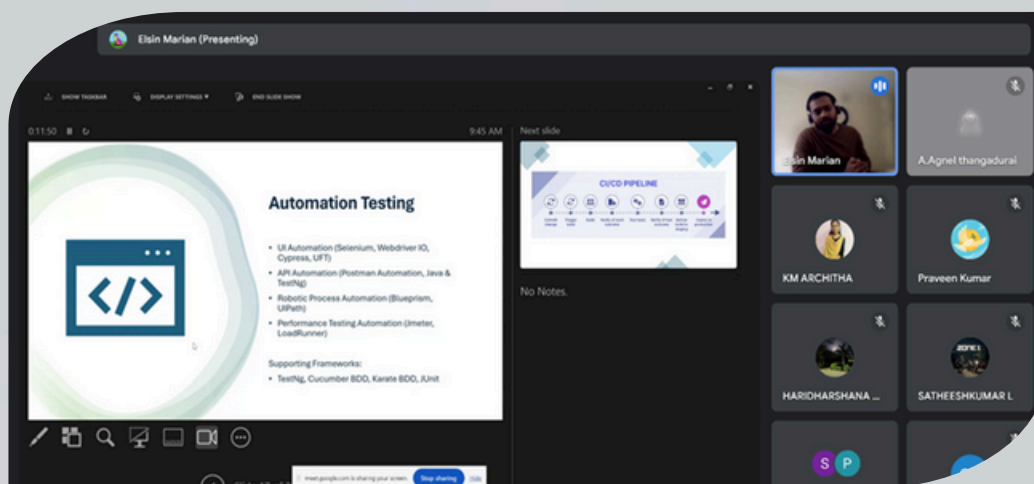 Elsin Marian (Presenting)
SHOW TASKBAR
DISPLAY SETTINGS ▼
END SLIDE SHOW
0:11:50
9:45 AM
Next slide
Automation Testing
• UI Automation (Selenium, Webdriver IO,
Cypress, UFT)
• API Automation (Postman Automation, Java &
TestNg)
• Robotic Process Automation (Blueprism,
UIPath)
• Performance Testing Automation (Jmeter,
LoadRunner)
Supporting Frameworks:
• TestNg, Cucumber BDD, Karate BDD, JUnit
CI/CD PIPELINE
No Notes.
meet.google.com is sharing your screen.
Stop sharing
Hide
Elsin Marian
A.Agnel thangadurai
KM ARCHITHA
Praveen Kumar
HARIDHARSHANA ...
SATHEESHKUMAR L
ZONE 1
S P